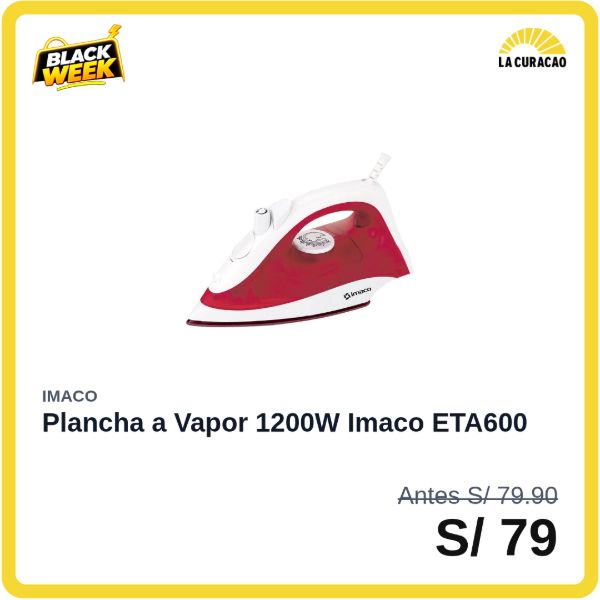 BLACK
WEEK
LA CURACAO
imaco
IMACO
Plancha a Vapor 1200W Imaco ETA600
Antes S/ 79.90
S/ 79